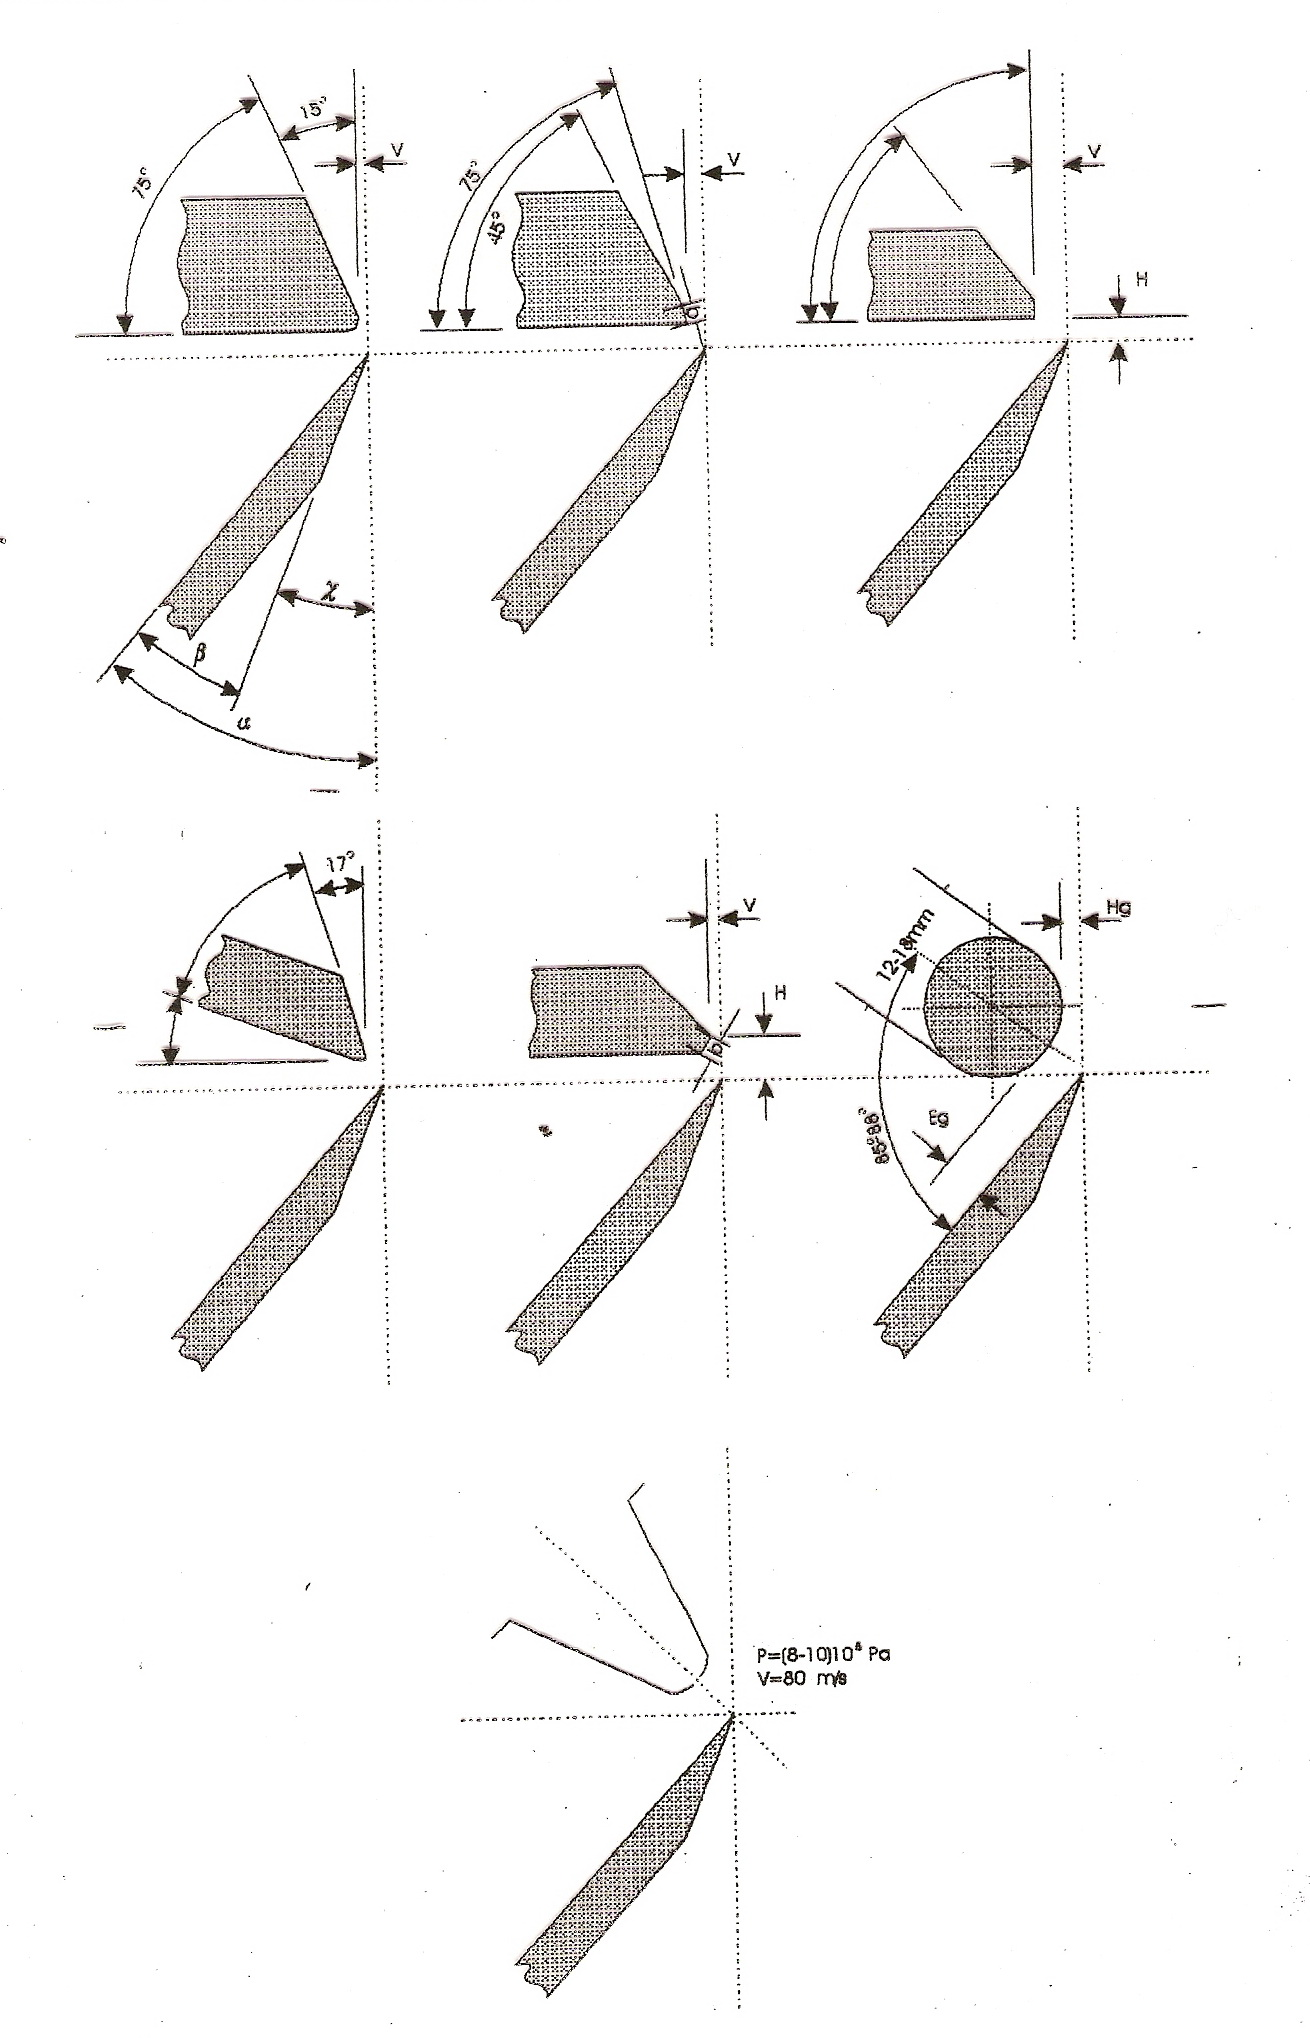 15°
75°
V
75°
45°
V
b
V
H
χ
β
α
17°
V
H
b
Hg
12-18mm
Eg
85°88°
P=(8-10)10⁵ Pa
V=80 m/s